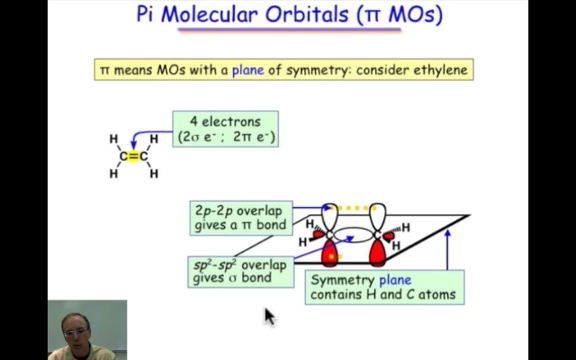 Pi Molecular Orbitals (π MOs)
π means MOs with a plane of symmetry: consider ethylene
4 electrons
(2σ e⁻ ; 2π e⁻)
H H
C=C
H H
2p-2p overlap
gives a π bond
H C C H
H H
sp²-sp² overlap
gives σ bond
Symmetry plane
contains H and C atoms